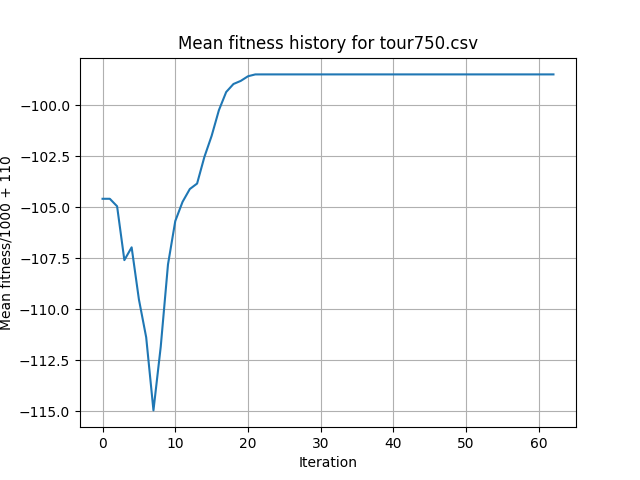 Mean fitness history for tour750.csv
Mean fitness/1000 + 110
−100.0
−102.5
−105.0
−107.5
−110.0
−112.5
−115.0
0 10 20 30 40 50 60
Iteration